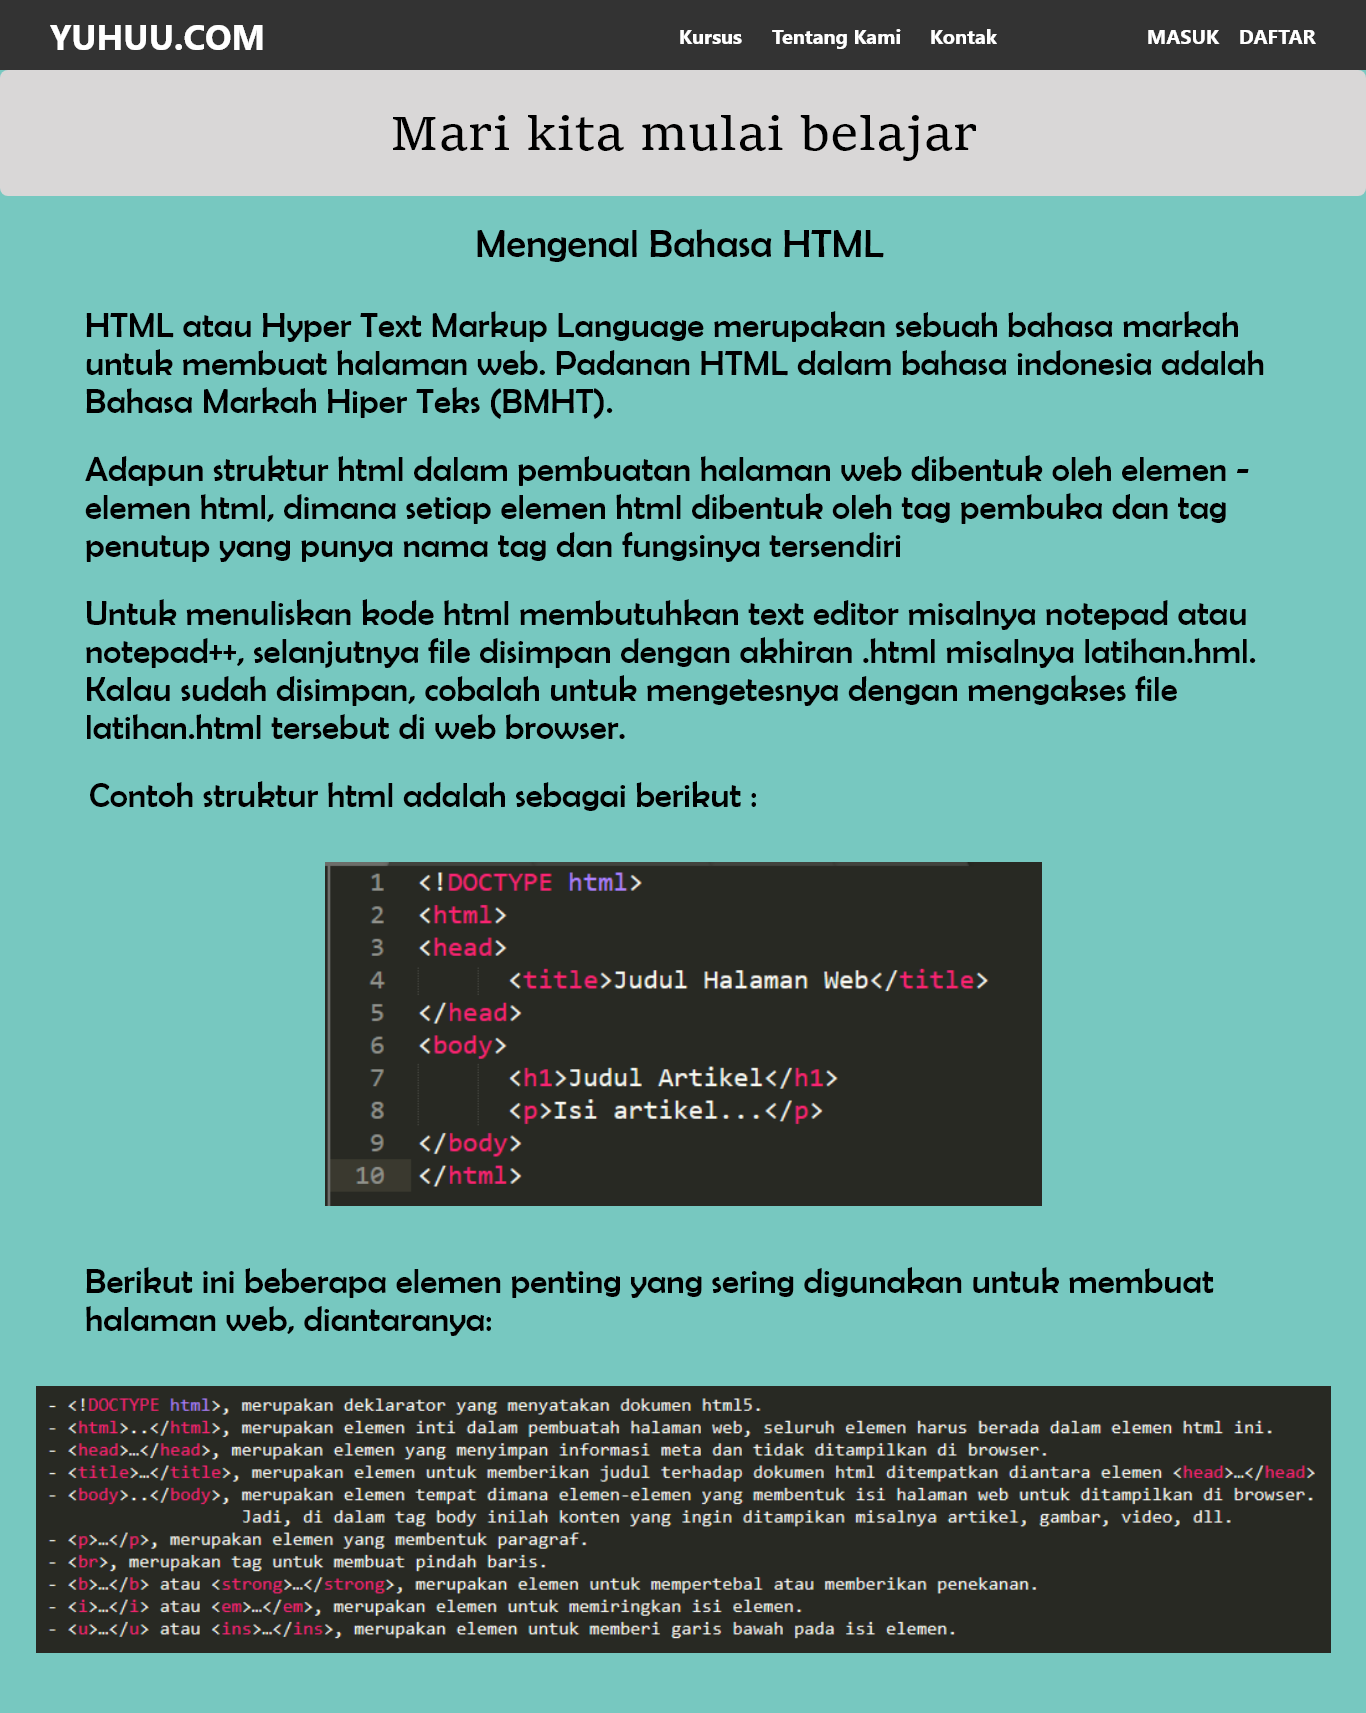 YUHUU.COM
Kursus Tentang Kami Kontak MASUK DAFTAR
Mari kita mulai belajar
Mengenal Bahasa HTML
HTML atau Hyper Text Markup Language merupakan sebuah bahasa markah
untuk membuat halaman web. Padanan HTML dalam bahasa indonesia adalah
Bahasa Markah Hiper Teks (BMHT).
Adapun struktur html dalam pembuatan halaman web dibentuk oleh elemen -
elemen html, dimana setiap elemen html dibentuk oleh tag pembuka dan tag
penutup yang punya nama tag dan fungsinya tersendiri
Untuk menuliskan kode html membutuhkan text editor misalnya notepad atau
notepad++, selanjutnya file disimpan dengan akhiran .html misalnya latihan.hml.
Kalau sudah disimpan, cobalah untuk mengetesnya dengan mengakses file
latihan.html tersebut di web browser.
Contoh struktur html adalah sebagai berikut :
1 <!DOCTYPE html>
2 <html>
3 <head>
4 <title>Judul Halaman Web</title>
5 </head>
6 <body>
7 <h1>Judul Artikel</h1>
8 <p>Isi artikel...</p>
9 </body>
10 </html>
Berikut ini beberapa elemen penting yang sering digunakan untuk membuat
halaman web, diantaranya:
- <!DOCTYPE html>, merupakan deklarator yang menyatakan dokumen html5.
- <html>..</html>, merupakan elemen inti dalam pembuatah halaman web, seluruh elemen harus berada dalam elemen html ini.
- <head>…</head>, merupakan elemen yang menyimpan informasi meta dan tidak ditampilkan di browser.
- <title>…</title>, merupakan elemen untuk memberikan judul terhadap dokumen html ditempatkan diantara elemen <head>…</head>
- <body>..</body>, merupakan elemen tempat dimana elemen-elemen yang membentuk isi halaman web untuk ditampilkan di browser.
Jadi, di dalam tag body inilah konten yang ingin ditampikan misalnya artikel, gambar, video, dll.
- <p>…</p>, merupakan elemen yang membentuk paragraf.
- <br>, merupakan tag untuk membuat pindah baris.
- <b>…</b> atau <strong>…</strong>, merupakan elemen untuk mempertebal atau memberikan penekanan.
- <i>…</i> atau <em>…</em>, merupakan elemen untuk memiringkan isi elemen.
- <u>…</u> atau <ins>…</ins>, merupakan elemen untuk memberi garis bawah pada isi elemen.